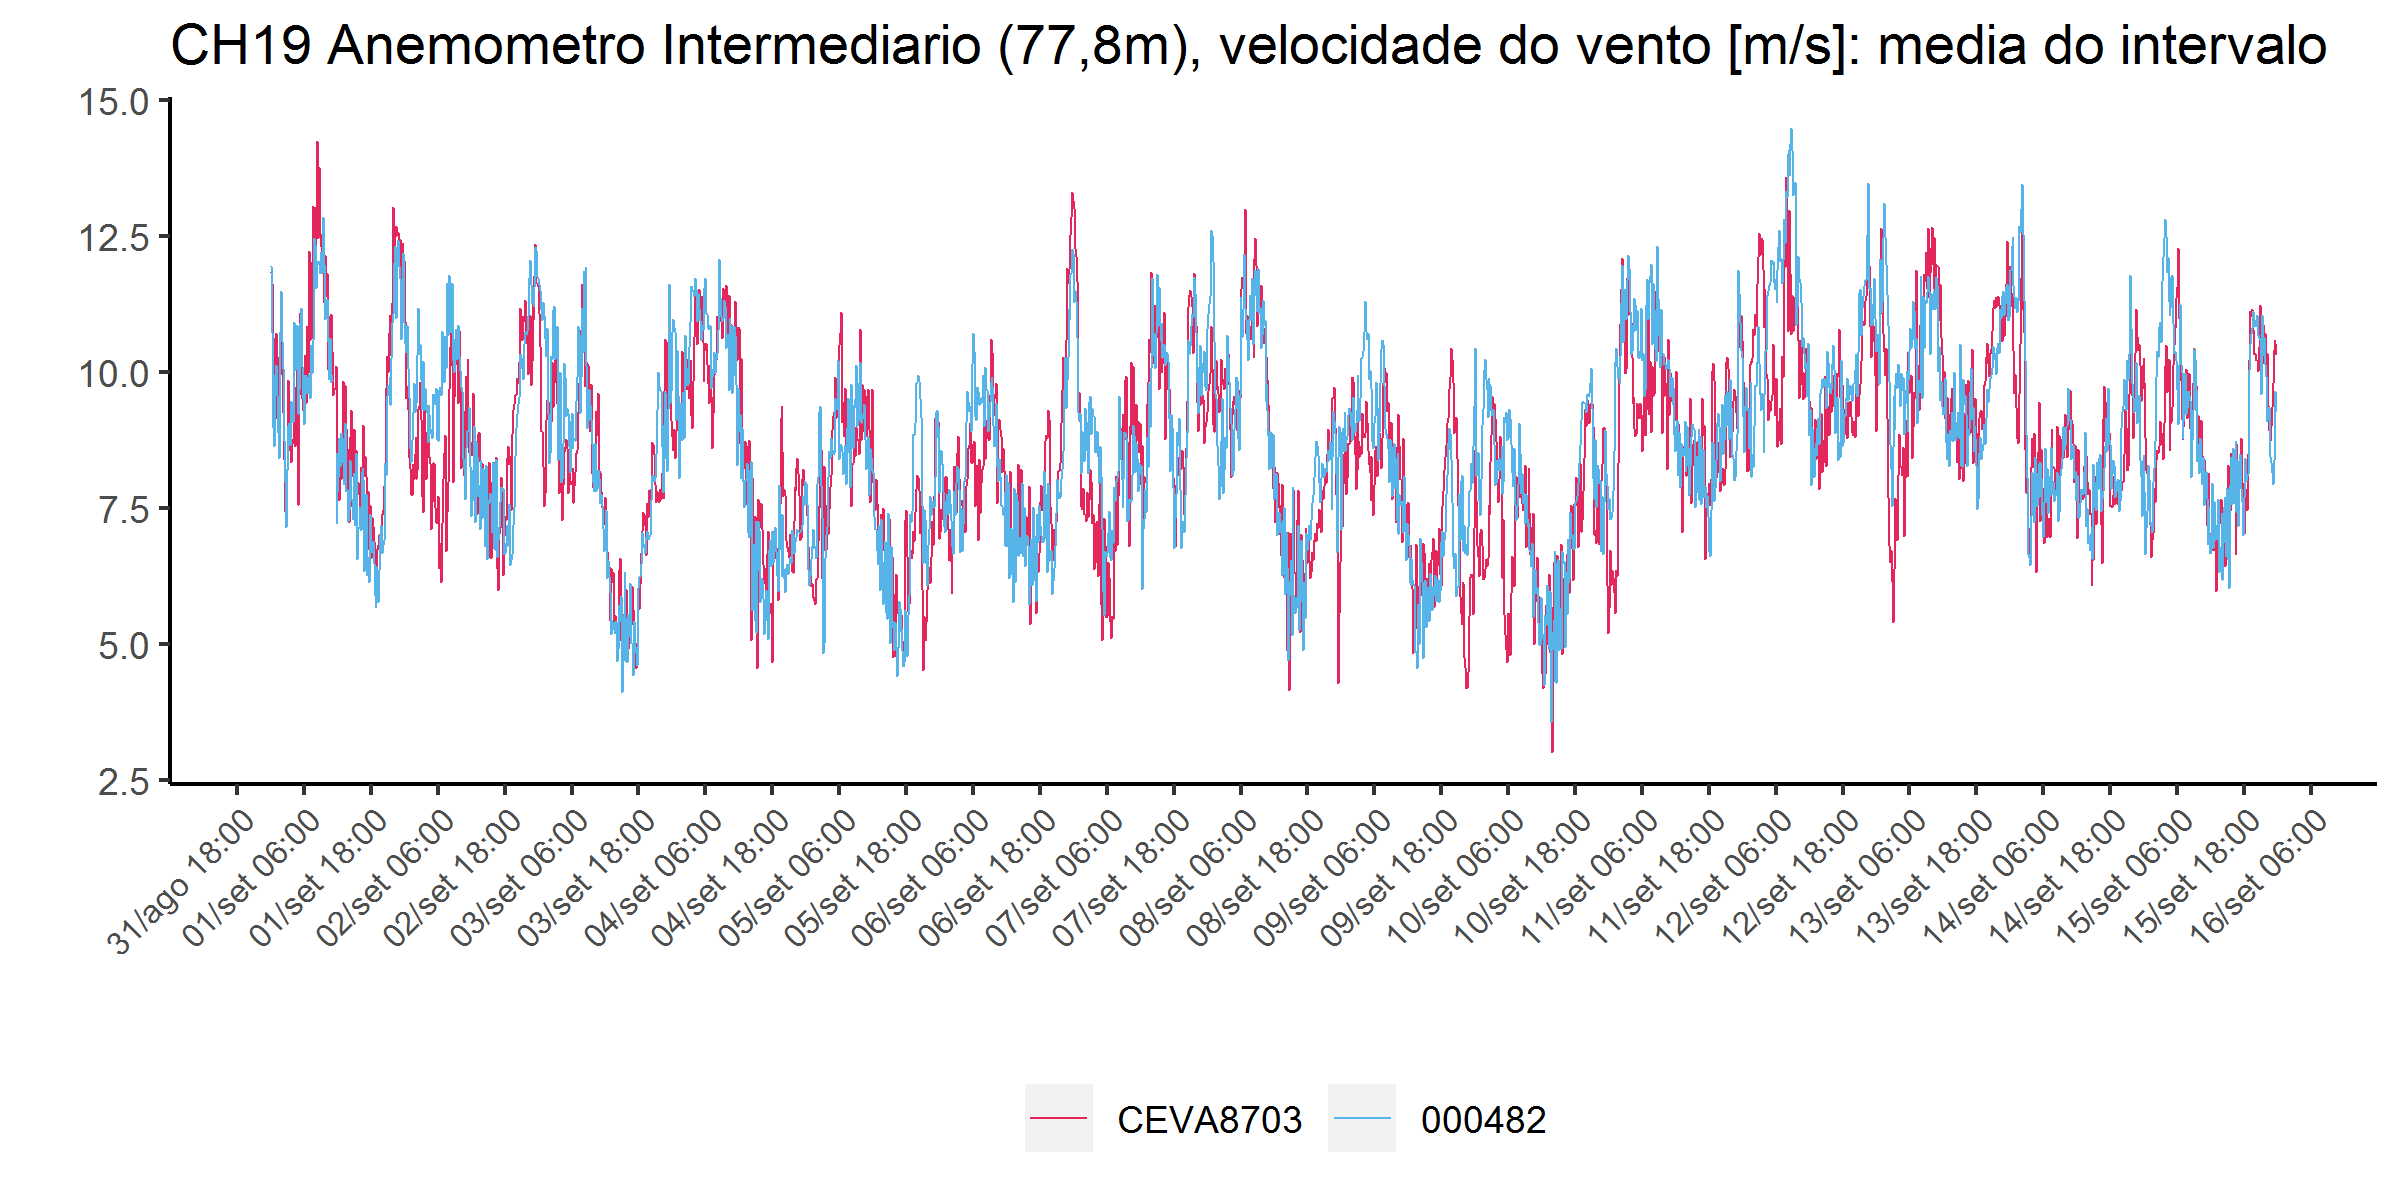 CH19 Anemometro Intermediario (77,8m), velocidade do vento [m/s]: media do intervalo
15.0
12.5
10.0
7.5
5.0
2.5
31/ago 18:00
01/set 06:00
01/set 18:00
02/set 06:00
02/set 18:00
03/set 06:00
03/set 18:00
04/set 06:00
04/set 18:00
05/set 06:00
05/set 18:00
06/set 06:00
06/set 18:00
07/set 06:00
07/set 18:00
08/set 06:00
08/set 18:00
09/set 06:00
09/set 18:00
10/set 06:00
10/set 18:00
11/set 06:00
11/set 18:00
12/set 06:00
12/set 18:00
13/set 06:00
13/set 18:00
14/set 06:00
14/set 18:00
15/set 06:00
15/set 18:00
16/set 06:00
CEVA8703
000482